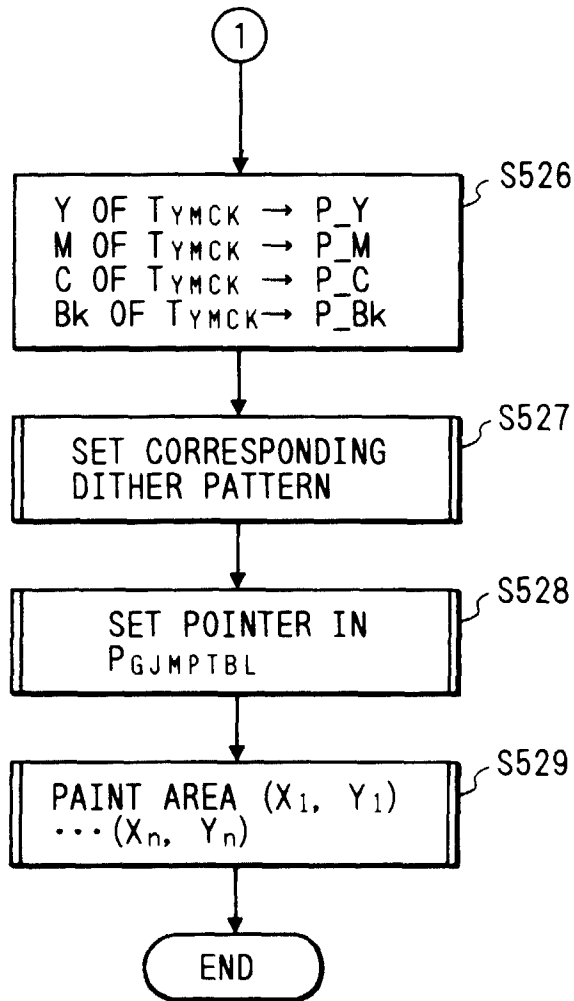 1
S526
Y OF TYMCK → P_Y
M OF TYMCK → P_M
C OF TYMCK → P_C
Bk OF TYMCK → P_Bk
S527
SET CORRESPONDING
DITHER PATTERN
S528
SET POINTER IN
PGJMPTBL
S529
PAINT AREA (X1, Y1)
···(Xn, Yn)
END